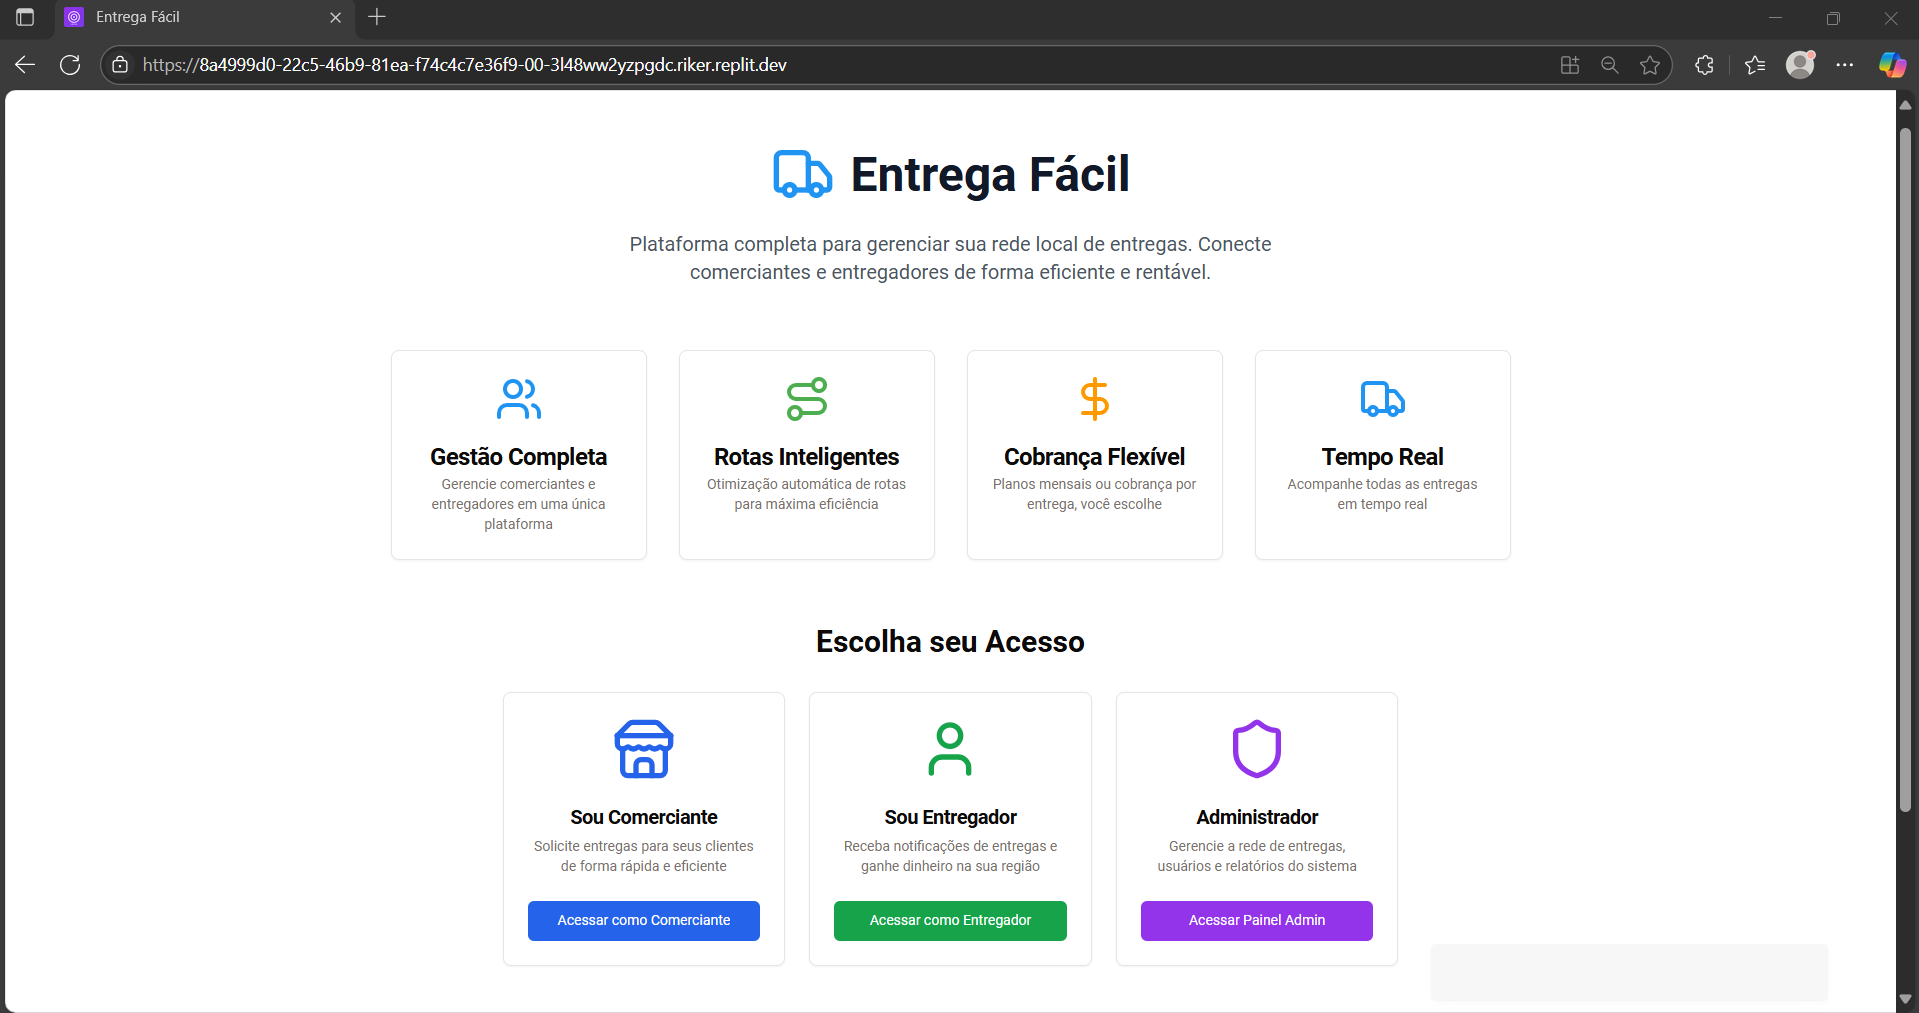 Entrega Fácil
https://8a4999d0-22c5-46b9-81ea-f74c4c7e36f9-00-3l48ww2yzpgdc.riker.replit.dev
Entrega Fácil
Plataforma completa para gerenciar sua rede local de entregas. Conecte
comerciantes e entregadores de forma eficiente e rentável.
Gestão Completa
Gerencie comerciantes e
entregadores em uma única
plataforma
Rotas Inteligentes
Otimização automática de rotas
para máxima eficiência
Cobrança Flexível
Planos mensais ou cobrança por
entrega, você escolhe
Tempo Real
Acompanhe todas as entregas
em tempo real
Escolha seu Acesso
Sou Comerciante
Solicite entregas para seus clientes
de forma rápida e eficiente
Acessar como Comerciante
Sou Entregador
Receba notificações de entregas e
ganhe dinheiro na sua região
Acessar como Entregador
Administrador
Gerencie a rede de entregas,
usuários e relatórios do sistema
Acessar Painel Admin